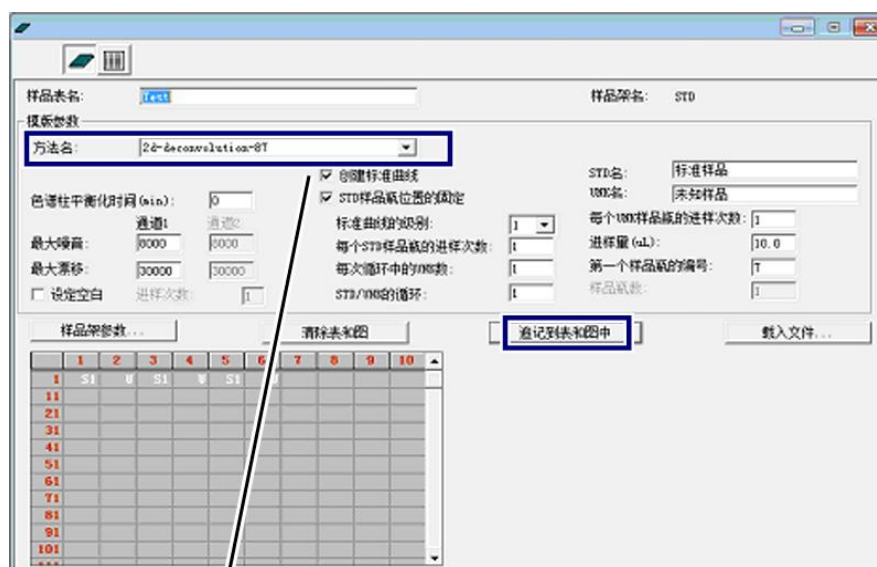 样品表名: Test 样品架名: STD
模版参数
方法名: 2d-deconvolution-8T
创建标准曲线 STD名: 标准样品
色谱柱平衡化时间(min): 0 STD样品瓶位置的固定 UNK名: 未知样品
通道1 通道2 标准曲线的级别: 1 每个UNK样品瓶的进样次数: 1
最大噪音: 8000 8000 每个STD样品瓶的进样次数: 1 进样量(uL): 10.0
最大漂移: 30000 30000 每次循环中的UNK数: 1 第一个样品瓶的编号:
设定空白 进样次数: 1 STD/UNK的循环: 1 样品瓶数: 1
样品架参数... 清除表和图 追记到表和图中 载入文件...
1 2 3 4 5 6 7 8 9 10
1 S1 U S1 U S1 U
11
21
31
41
51
61
71
81
91
101